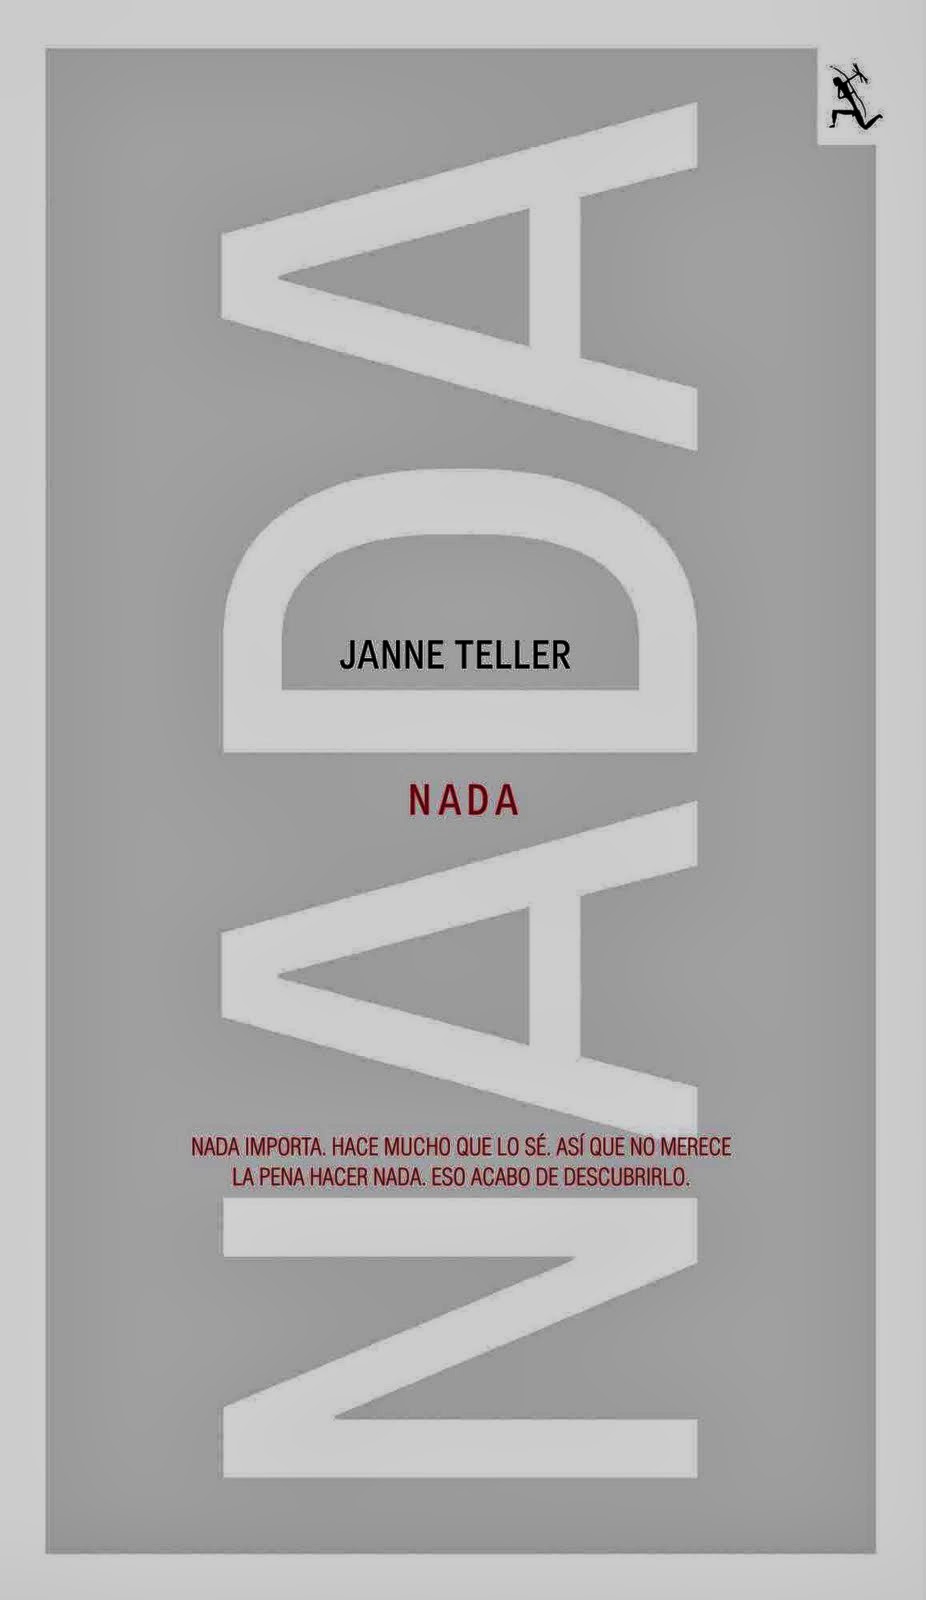 NADA
JANNE TELLER
NADA
NADA IMPORTA. HACE MUCHO QUE LO SÉ. ASÍ QUE NO MERECE
LA PENA HACER NADA. ESO ACABO DE DESCUBRIRLO.